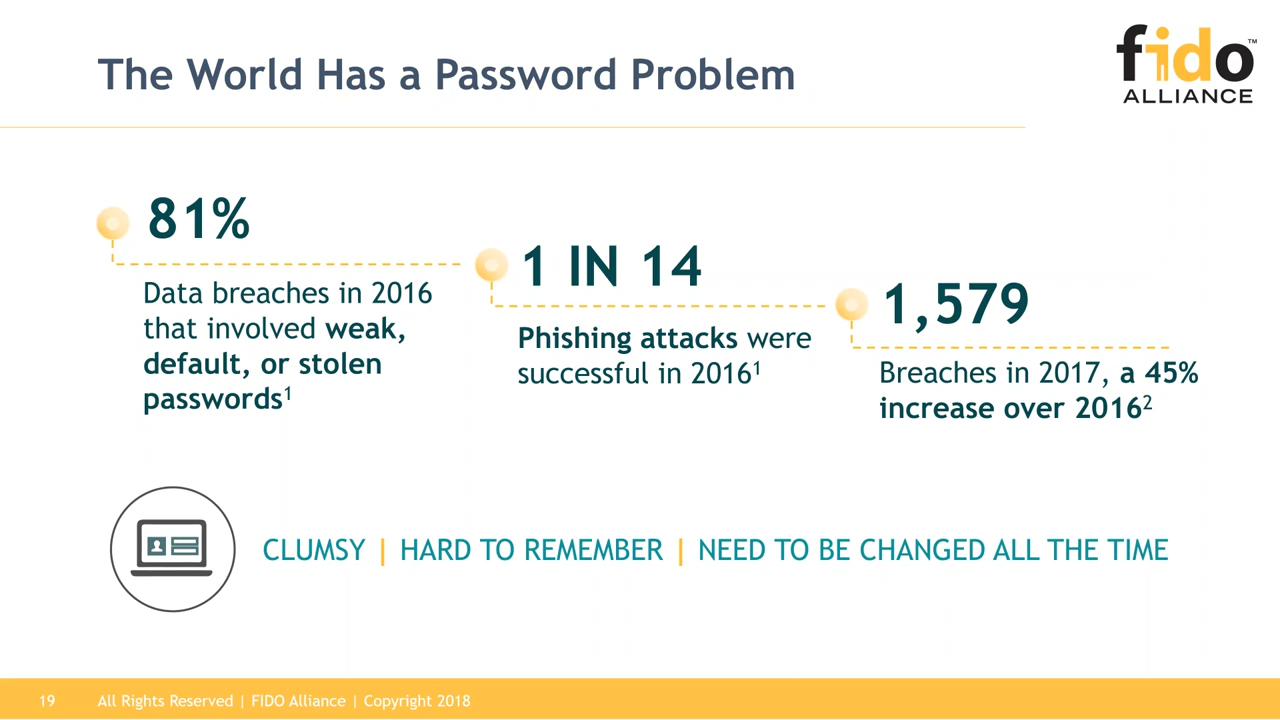 The World Has a Password Problem
fido™
ALLIANCE
81%
Data breaches in 2016
that involved weak,
default, or stolen
passwords¹
1 IN 14
Phishing attacks were
successful in 2016¹
1,579
Breaches in 2017, a 45%
increase over 2016²
CLUMSY | HARD TO REMEMBER | NEED TO BE CHANGED ALL THE TIME
19 All Rights Reserved | FIDO Alliance | Copyright 2018